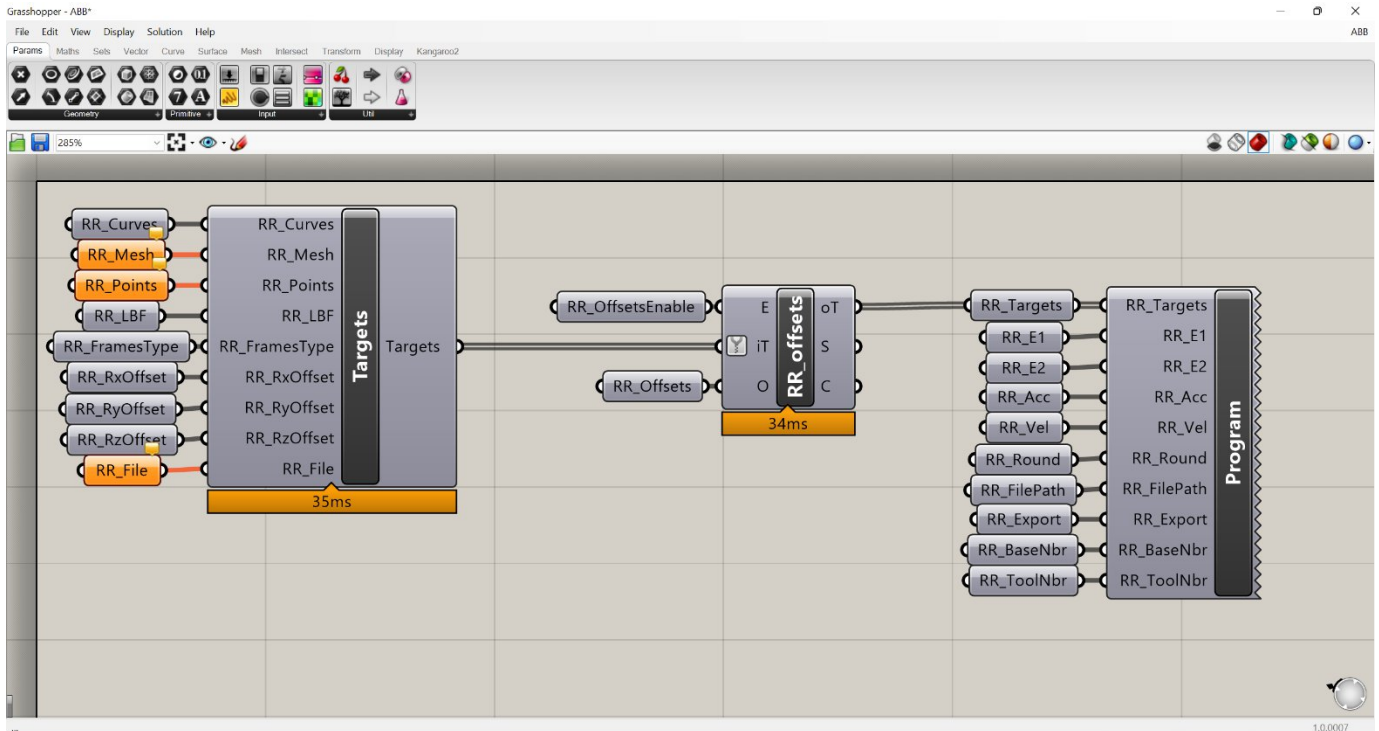 Grasshopper - ABB*
File Edit View Display Solution Help ABB
Params Maths Sets Vector Curve Surface Mesh Intersect Transform Display Kangaroo2
Geometry Primitive Input Util
285%
RR_Curves
RR_Mesh
RR_Points
RR_LBF
RR_FramesType
RR_RxOffset
RR_RyOffset
RR_RzOffset
RR_File
RR_Curves
RR_Mesh
RR_Points
RR_LBF
RR_FramesType
RR_RxOffset
RR_RyOffset
RR_RzOffset
RR_File
Targets
Targets
35ms
RR_OffsetsEnable
RR_Offsets
E
iT
O
RR_offsets
oT
S
C
34ms
RR_Targets
RR_E1
RR_E2
RR_Acc
RR_Vel
RR_Round
RR_FilePath
RR_Export
RR_BaseNbr
RR_ToolNbr
RR_Targets
RR_E1
RR_E2
RR_Acc
RR_Vel
RR_Round
RR_FilePath
RR_Export
RR_BaseNbr
RR_ToolNbr
Program
1.0.0007